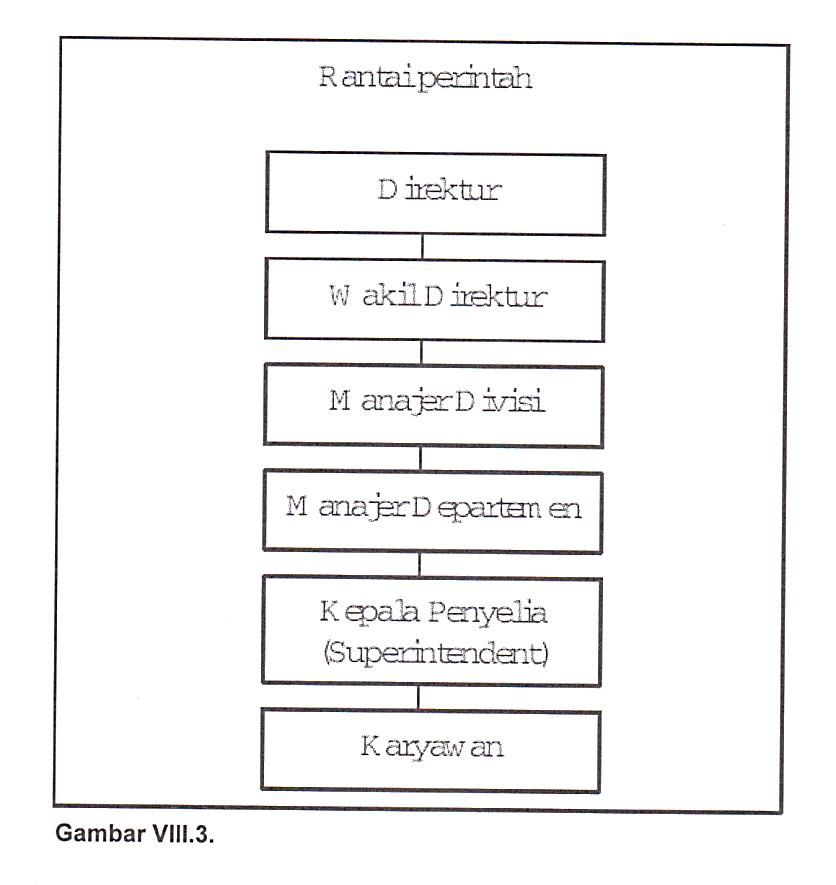 Rantai perintah
Direktur
Wakil Direktur
Manajer Divisi
Manajer Departemen
Kepala Penyelia
(Superintendent)
Karyawan
Gambar VIII.3.